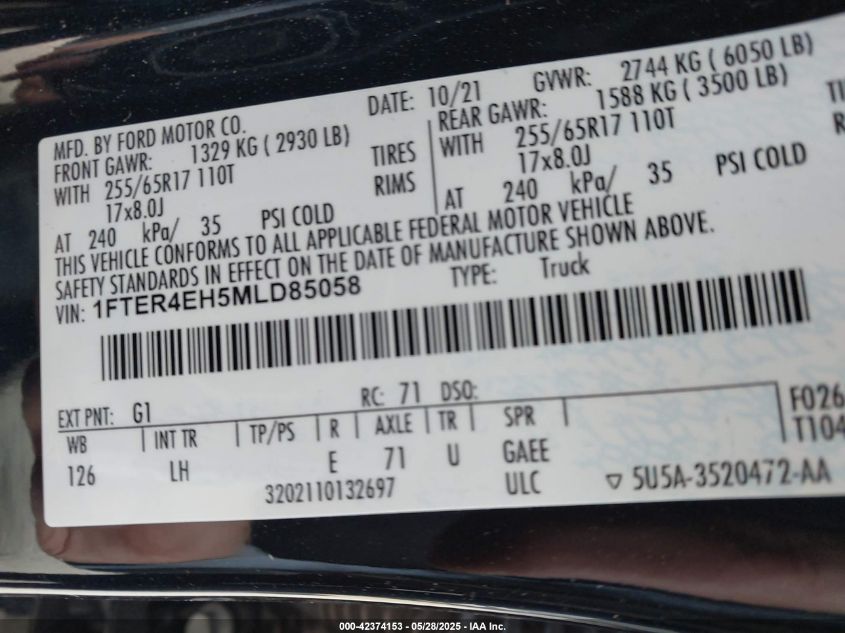 MFD. BY FORD MOTOR CO.
DATE: 10/21 GVWR: 2744 KG ( 6050 LB)
FRONT GAWR: 1329 KG ( 2930 LB)
REAR GAWR: 1588 KG ( 3500 LB)
WITH 255/65R17 110T TIRES
WITH 255/65R17 110T
17x8.0J RIMS
17x8.0J
AT 240 kPa/ 35 PSI COLD
AT 240 kPa/ 35 PSI COLD
THIS VEHICLE CONFORMS TO ALL APPLICABLE FEDERAL MOTOR VEHICLE
SAFETY STANDARDS IN EFFECT ON THE DATE OF MANUFACTURE SHOWN ABOVE.
VIN: 1FTER4EH5MLD85058 TYPE: Truck
EXT PNT: G1 RC: 71 DSO:
WB INT TR TP/PS R AXLE TR SPR
126 LH E 71 U GAEE
3202110132697 ULC ▽ 5U5A-3520472-AA
F026
T104
000-42374153 - 05/28/2025 - IAA Inc.